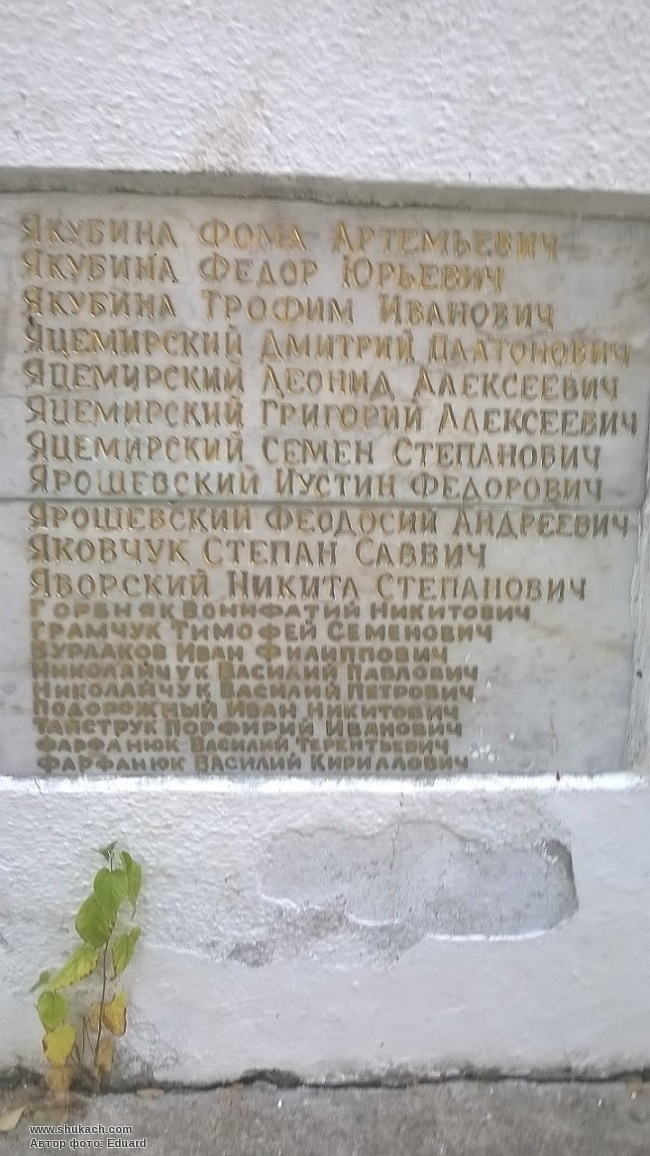 ЯКУБИНА ФОМА АРТЕМЬЕВИЧ
ЯКУБИНА ФЕДОР ЮРЬЕВИЧ
ЯКУБИНА ТРОФИМ ИВАНОВИЧ
ЯЦЕМИРСКИЙ ДМИТРИЙ ПЛАТОНОВИЧ
ЯЦЕМИРСКИЙ ЛЕОНИД АЛЕКСЕЕВИЧ
ЯЦЕМИРСКИЙ ГРИГОРИЙ АЛЕКСЕЕВИЧ
ЯЦЕМИРСКИЙ СЕМЕН СТЕПАНОВИЧ
ЯРОШЕВСКИЙ ИУСТИН ФЕДОРОВИЧ
ЯРОШЕВСКИЙ ФЕОДОСИЙ АНДРЕЕВИЧ
ЯКОВЧУК СТЕПАН САВВИЧ
ЯВОРСКИЙ НИКИТА СТЕПАНОВИЧ
ГОРБНЯК ВОНИФАТИЙ НИКИТОВИЧ
ГРАМЧУК ТИМОФЕЙ СЕМЕНОВИЧ
БУРЛАКОВ ИВАН ФИЛИППОВИЧ
НИКОЛАЙЧУК ВАСИЛИЙ ПАВЛОВИЧ
НИКОЛАЙЧУК ВАСИЛИЙ ПЕТРОВИЧ
ПОДОРОЖНЫЙ ИВАН НИКИТОВИЧ
ТАЙСТРУК ПОРФИРИЙ ИВАНОВИЧ
ФАРФАНЮК ВАСИЛИЙ ТЕРЕНТЬЕВИЧ
ФАРФАНЮК ВАСИЛИЙ КИРИЛЛОВИЧ
www.shukach.com
Автор фото: Eduard